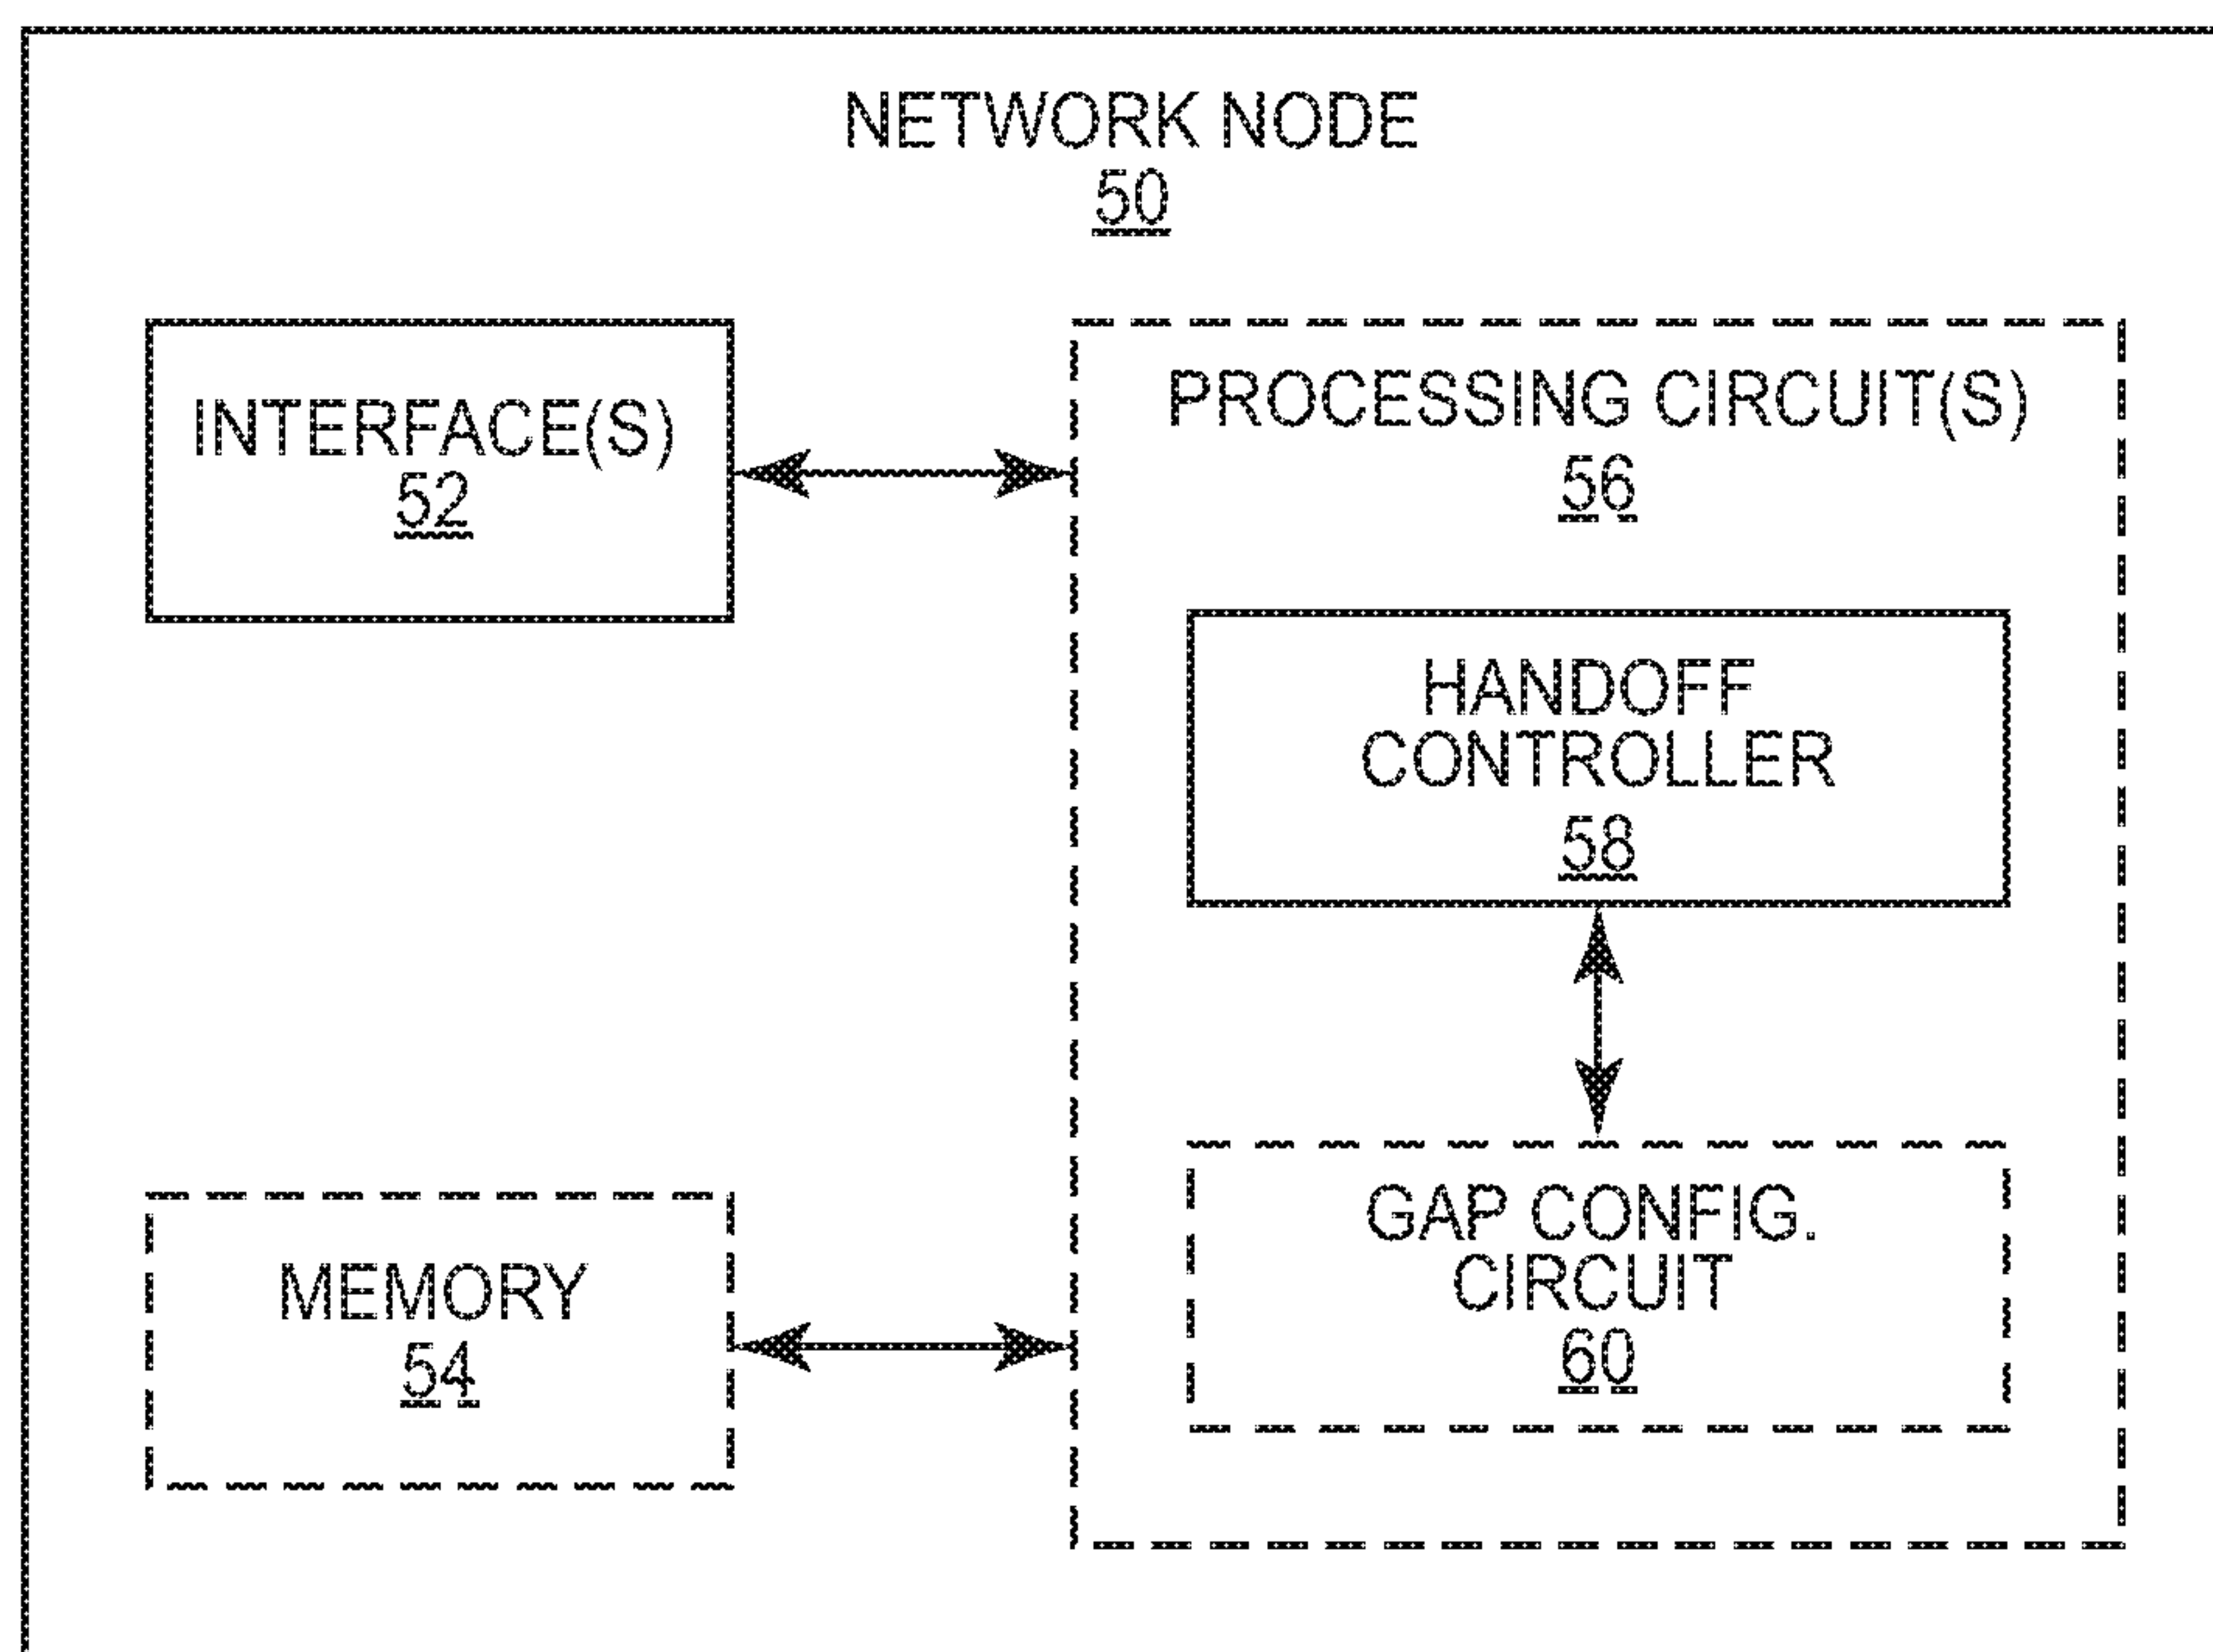 NETWORK NODE
50
INTERFACE(S)
52
PROCESSING CIRCUIT(S)
56
HANDOFF
CONTROLLER
58
MEMORY
54
GAP CONFIG.
CIRCUIT
60